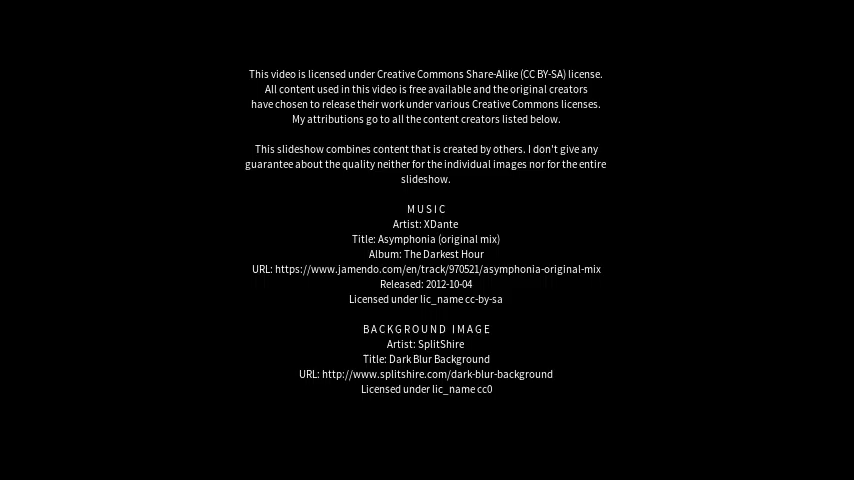 This video is licensed under Creative Commons Share-Alike (CC BY-SA) license.
All content used in this video is free available and the original creators
have chosen to release their work under various Creative Commons licenses.
My attributions go to all the content creators listed below.
This slideshow combines content that is created by others. I don't give any
guarantee about the quality neither for the individual images nor for the entire
slideshow.
MUSIC
Artist: XDante
Title: Asymphonia (original mix)
Album: The Darkest Hour
URL: https://www.jamendo.com/en/track/970521/asymphonia-original-mix
Released: 2012-10-04
Licensed under lic_name cc-by-sa
BACKGROUND IMAGE
Artist: SplitShire
Title: Dark Blur Background
URL: http://www.splitshire.com/dark-blur-background
Licensed under lic_name cc0